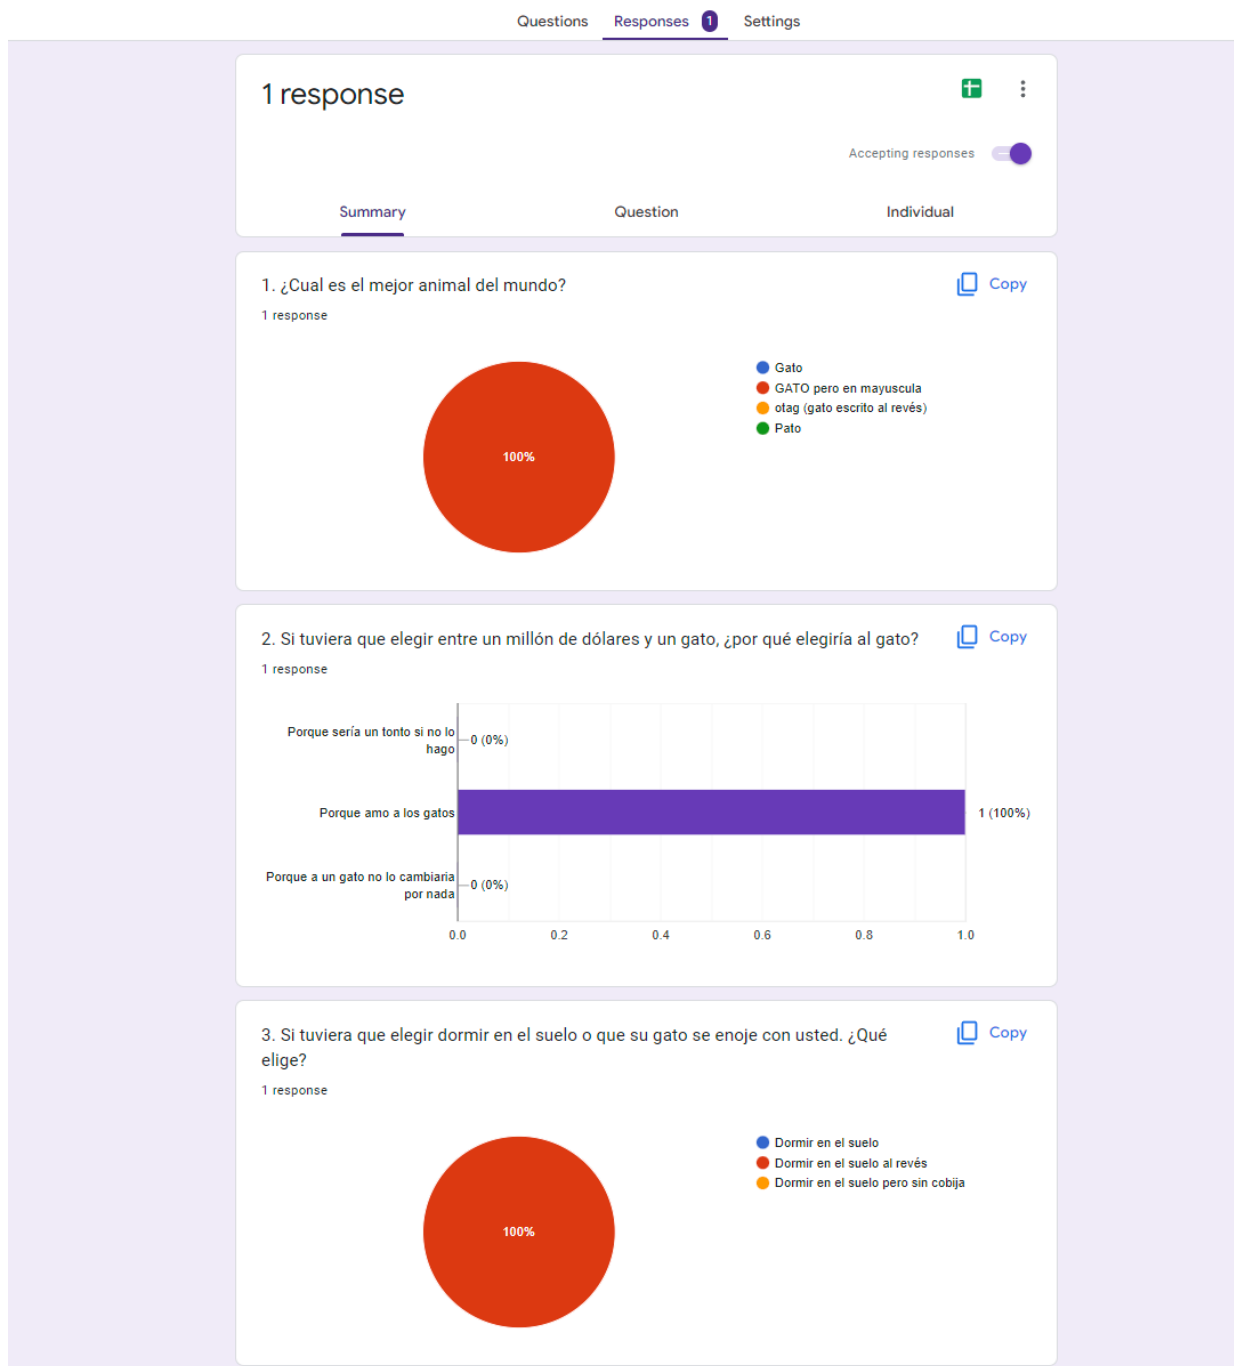 Questions Responses 1 Settings
1 response
Accepting responses
Summary Question Individual
1. ¿Cual es el mejor animal del mundo?
Copy
1 response
100%
Gato
GATO pero en mayuscula
otag (gato escrito al revés)
Pato
2. Si tuviera que elegir entre un millón de dólares y un gato, ¿por qué elegiría al gato?
Copy
1 response
Porque sería un tonto si no lo
hago
0 (0%)
Porque amo a los gatos
1 (100%)
Porque a un gato no lo cambiaria
por nada
0 (0%)
0.0 0.2 0.4 0.6 0.8 1.0
3. Si tuviera que elegir dormir en el suelo o que su gato se enoje con usted. ¿Qué
elige?
Copy
1 response
100%
Dormir en el suelo
Dormir en el suelo al revés
Dormir en el suelo pero sin cobija